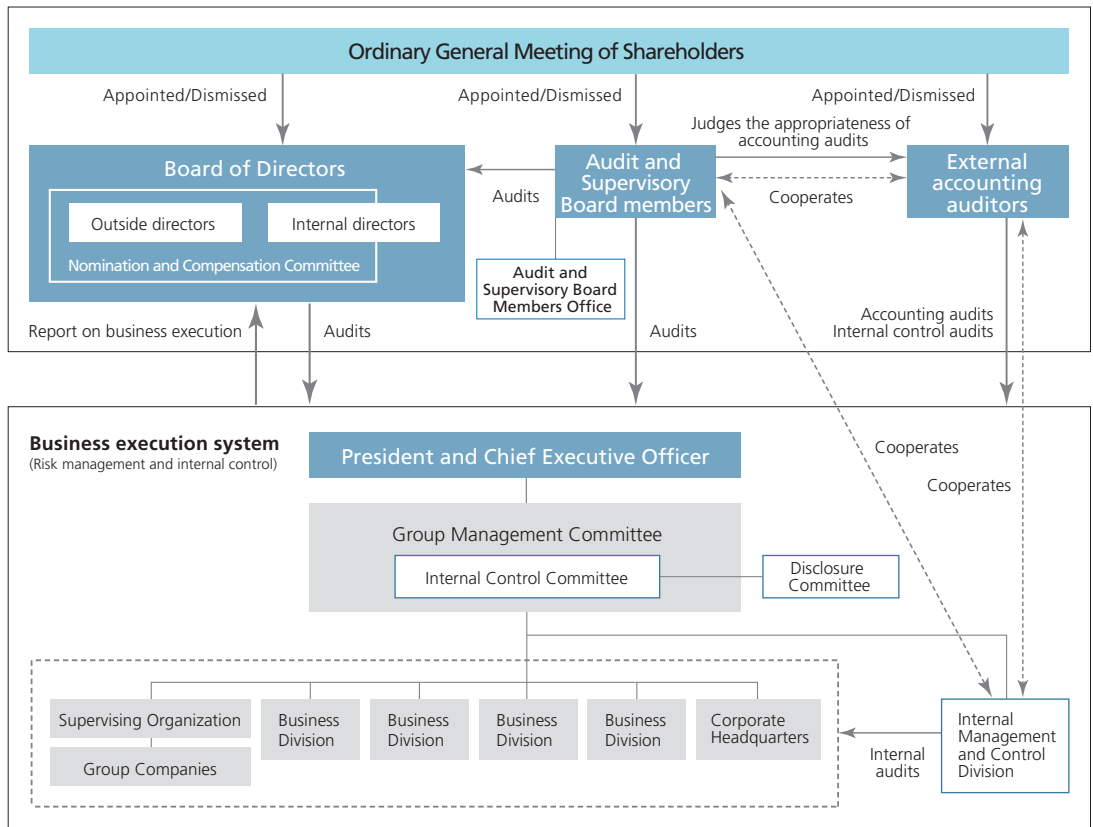 Ordinary General Meeting of Shareholders
Appointed/Dismissed
Appointed/Dismissed
Appointed/Dismissed
Judges the appropriateness of
accounting audits
Board of Directors
Outside directors
Internal directors
Nomination and Compensation Committee
Audits
Audit and
Supervisory
Board members
Cooperates
External
accounting
auditors
Audit and
Supervisory Board
Members Office
Report on business execution
Audits
Audits
Accounting audits
Internal control audits
Business execution system
(Risk management and internal control)
President and Chief Executive Officer
Cooperates
Cooperates
Group Management Committee
Internal Control Committee
Disclosure
Committee
Supervising Organization
Group Companies
Business
Division
Business
Division
Business
Division
Business
Division
Corporate
Headquarters
Internal
audits
Internal
Management
and Control
Division